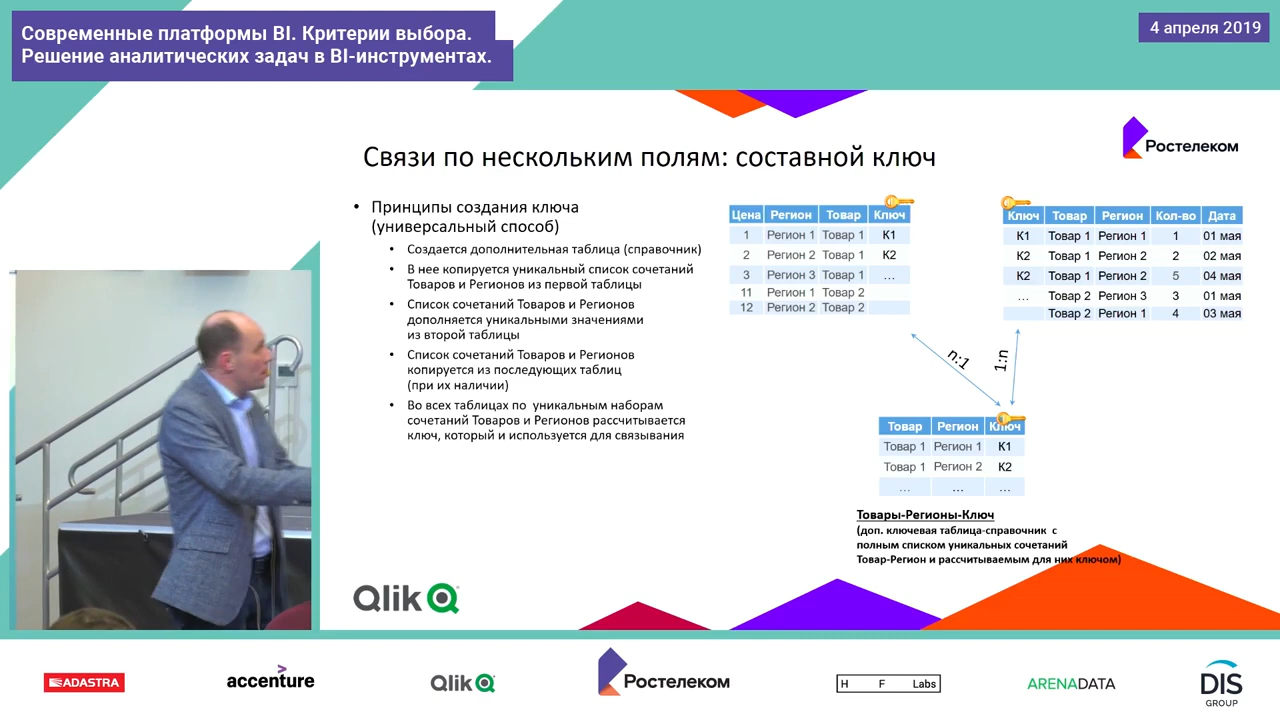 Современные платформы BI. Критерии выбора.
Решение аналитических задач в BI-инструментах.
4 апреля 2019
Ростелеком
Связи по нескольким полям: составной ключ
• Принципы создания ключа
(универсальный способ)
• Создается дополнительная таблица (справочник)
• В нее копируется уникальный список сочетаний
Товаров и Регионов из первой таблицы
• Список сочетаний Товаров и Регионов
дополняется уникальными значениями
из второй таблицы
• Список сочетаний Товаров и Регионов
копируется из последующих таблиц
(при их наличии)
• Во всех таблицах по уникальным наборам
сочетаний Товаров и Регионов рассчитывается
ключ, который и используется для связывания
Цена Регион Товар Ключ
1 Регион 1 Товар 1 К1
2 Регион 2 Товар 1 К2
3 Регион 3 Товар 1 ...
11 Регион 1 Товар 2
12 Регион 2 Товар 2
Ключ Товар Регион Кол-во Дата
К1 Товар 1 Регион 1 1 01 мая
К2 Товар 1 Регион 2 2 02 мая
К2 Товар 1 Регион 2 5 04 мая
... Товар 2 Регион 3 3 01 мая
Товар 2 Регион 1 4 03 мая
n:1
1:n
Товар Регион Ключ
Товар 1 Регион 1 К1
Товар 1 Регион 2 К2
... ... ...
Товары-Регионы-Ключ
(доп. ключевая таблица-справочник с
полным списком уникальных сочетаний
Товар-Регион и рассчитываемым для них ключом)
Qlik
ADASTRA
accenture
Qlik
Ростелеком
H F Labs
ARENADATA
DIS
GROUP